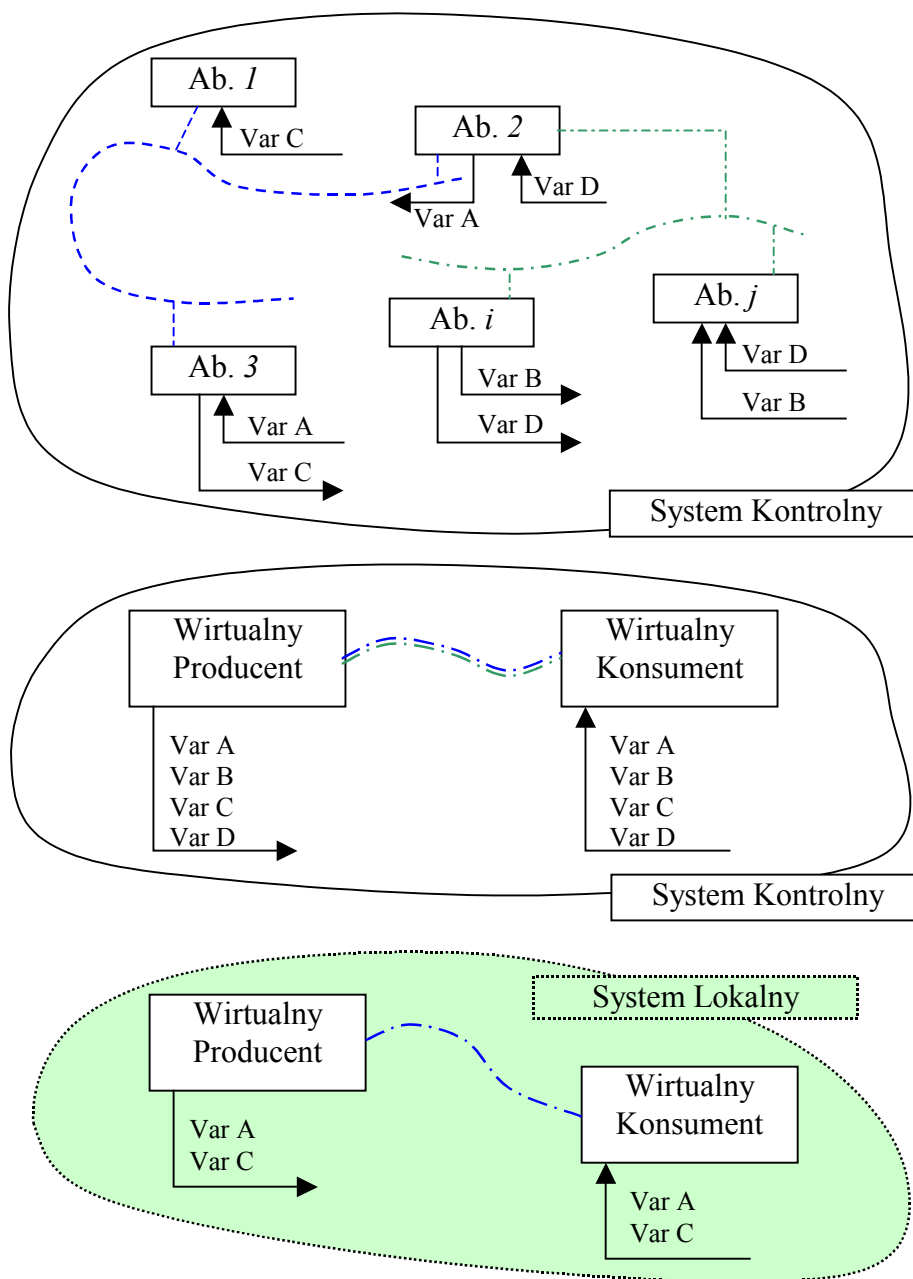 Ab. 1
Var C
Ab. 2
Var D
Var A
Ab. i
Var B
Var D
Ab. j
Var D
Var B
Ab. 3
Var A
Var C
System Kontrolny
Wirtualny
Producent
Var A
Var B
Var C
Var D
Wirtualny
Konsument
Var A
Var B
Var C
Var D
System Kontrolny
System Lokalny
Wirtualny
Producent
Var A
Var C
Wirtualny
Konsument
Var A
Var C